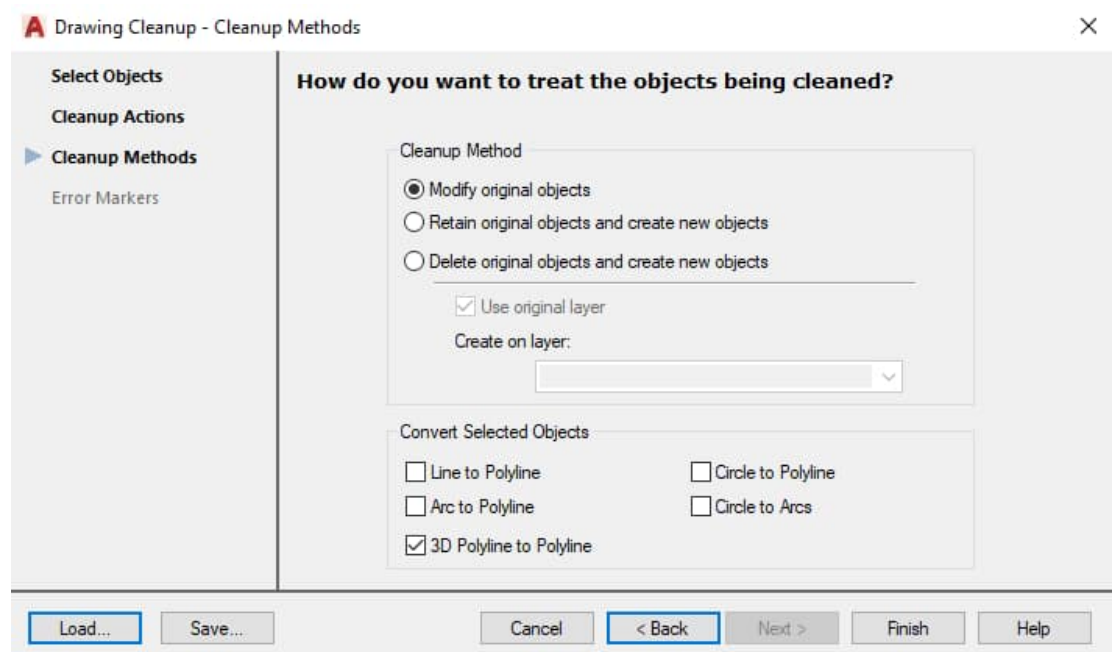 Drawing Cleanup - Cleanup Methods
Select Objects
Cleanup Actions
Cleanup Methods
Error Markers
How do you want to treat the objects being cleaned?
Cleanup Method
Modify original objects
Retain original objects and create new objects
Delete original objects and create new objects
Use original layer
Create on layer:
Convert Selected Objects
Line to Polyline
Circle to Polyline
Arc to Polyline
Circle to Arcs
3D Polyline to Polyline
Load...
Save...
Cancel
< Back
Next >
Finish
Help